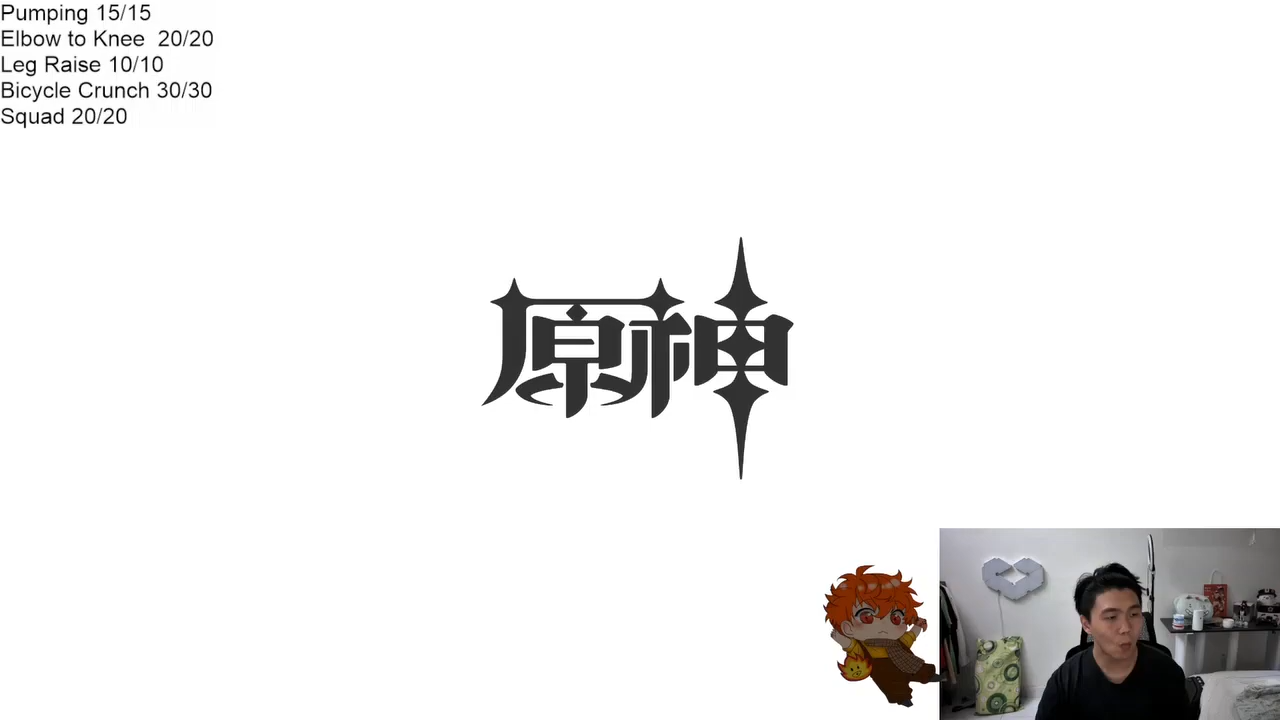 Pumping 15/15
Elbow to Knee  20/20
Leg Raise 10/10
Bicycle Crunch 30/30
Squad 20/20
原神